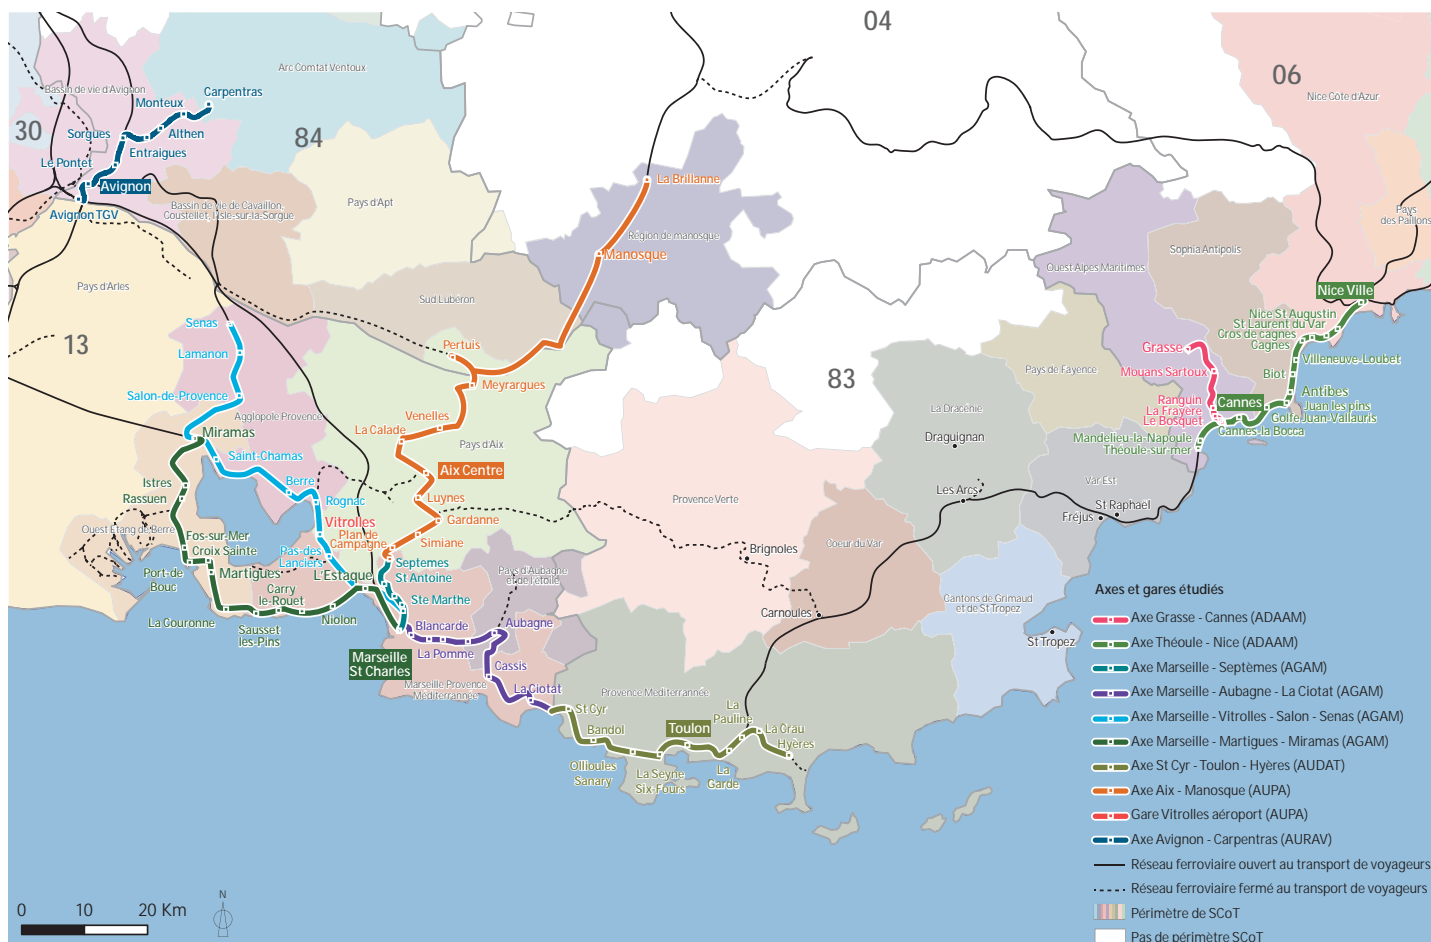 04
06
30
84
13
83
Arc Comtat Ventoux
Bassin de vie d'Avignon
Nice Côte d'Azur
Carpentras
Monteux
Sorgues
Althen
Entraigues
Le Pontet
Avignon
Avignon TGV
Bassin de vie de Cavaillon,
Coustellet, l'Isle-sur-la-Sorgue
Pays d'Apt
La Brillanne
Région de manosque
Manosque
Pays
des Paillons
Sophia Antipolis
Ouest Alpes Maritimes
Pays d'Arles
Sud Lubéron
Nice Ville
Nice St Augustin
St Laurent du Var
Cros de cagnes
Cagnes
Villeneuve-Loubet
Biot
Antibes
Juan les pins
Golfe Juan-Vallauris
Cannes
Cannes-la Bocca
Grasse
Mouans Sartoux
Ranguin
La Frayère
Le Bosquet
Mandelieu-la-Napoule
Théoule-sur-mer
Pays de Fayence
Senas
Lamanon
Salon-de-Provence
Agglopole Provence
Miramas
Saint-Chamas
Berre
Rognac
Vitrolles
Pas-des
Lanciers
Pertuis
Meyrargues
Venelles
La Calade
Pays d'Aix
Aix Centre
Luynes
Gardanne
Simiane
Plan de
Campagne
Septemes
St Antoine
Ste Marthe
L'Estaque
Istres
Rassuen
Ouest Etang de Berre
Fos-sur-Mer
Croix Sainte
Port-de
Bouc
Martigues
La Couronne
Carry
le-Rouet
Sausset
les-Pins
Niolon
Marseille
St Charles
Marseille Provence
Méditerrannée
Blancarde
La Pomme
Aubagne
Pays d'Aubagne
et de l'étoile
Cassis
La Ciotat
Provence Verte
Brignoles
Carnoules
Coeur du Var
La Dracénie
Draguignan
Les Arcs
Var Est
St Raphael
Fréjus
Cantons de Grimaud
et de St Tropez
St Tropez
Provence Mediterrannée
St Cyr
Bandol
Ollioules
Sanary
La Seyne
Six-Fours
Toulon
La
Garde
La
Pauline
La Crau
Hyères
Axes et gares étudiés
Axe Grasse - Cannes (ADAAM)
Axe Théoule - Nice (ADAAM)
Axe Marseille - Septèmes (AGAM)
Axe Marseille - Aubagne - La Ciotat (AGAM)
Axe Marseille - Vitrolles - Salon - Senas (AGAM)
Axe Marseille - Martigues - Miramas (AGAM)
Axe St Cyr - Toulon - Hyères (AUDAT)
Axe Aix - Manosque (AUPA)
Gare Vitrolles aéroport (AUPA)
Axe Avignon - Carpentras (AURAV)
Réseau ferroviaire ouvert au transport de voyageurs
Réseau ferroviaire fermé au transport de voyageurs
Périmètre de SCoT
Pas de périmètre SCoT
0 10 20 Km
N